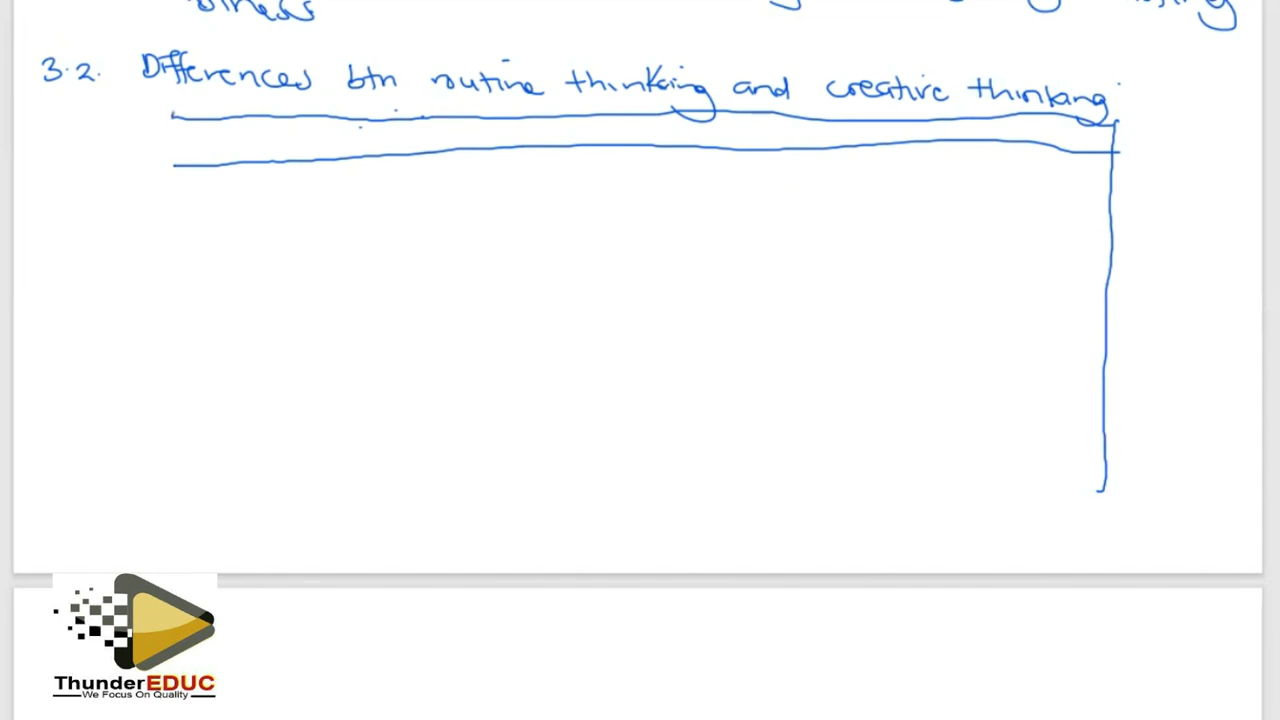 3.2. Differences btn routine thinking and creative thinking
ThunderEDUC
We Focus On Quality